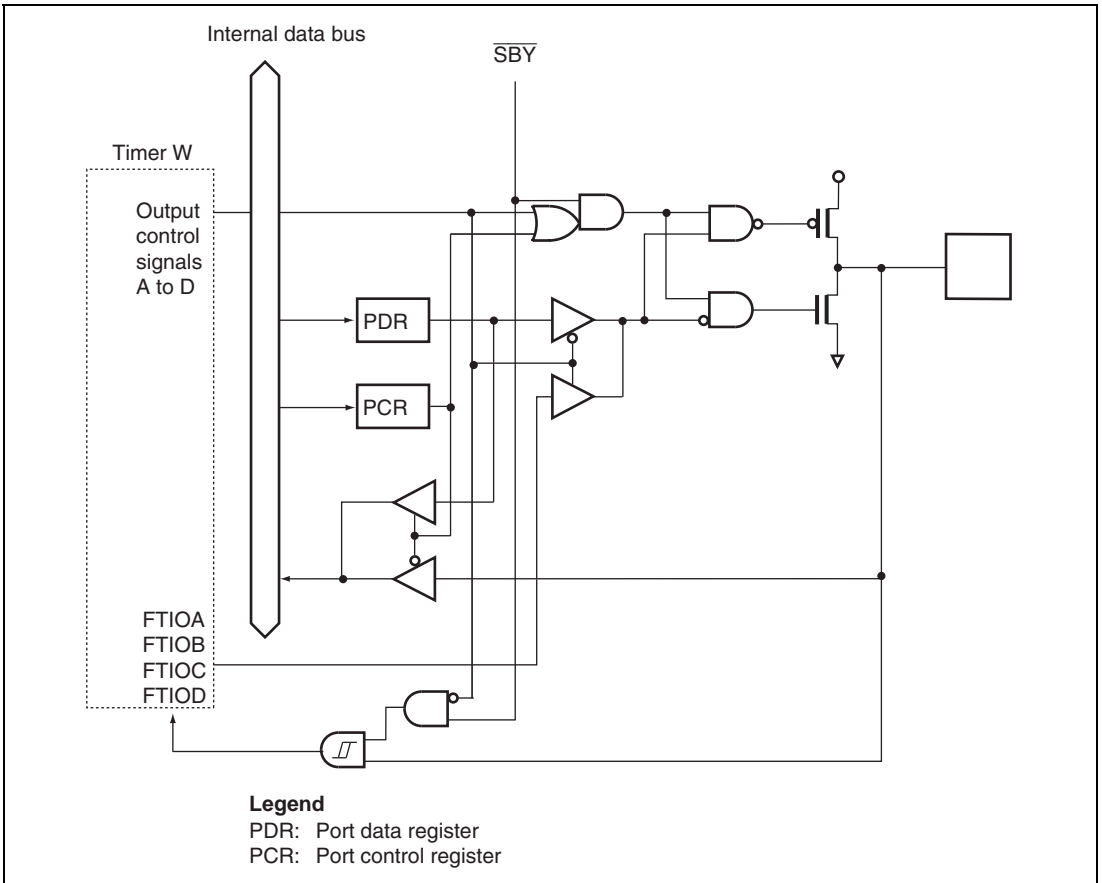 Internal data bus
SBY
Timer W
Output
control
signals
A to D
PDR
PCR
FTIOA
FTIOB
FTIOC
FTIOD
Legend
PDR: Port data register
PCR: Port control register